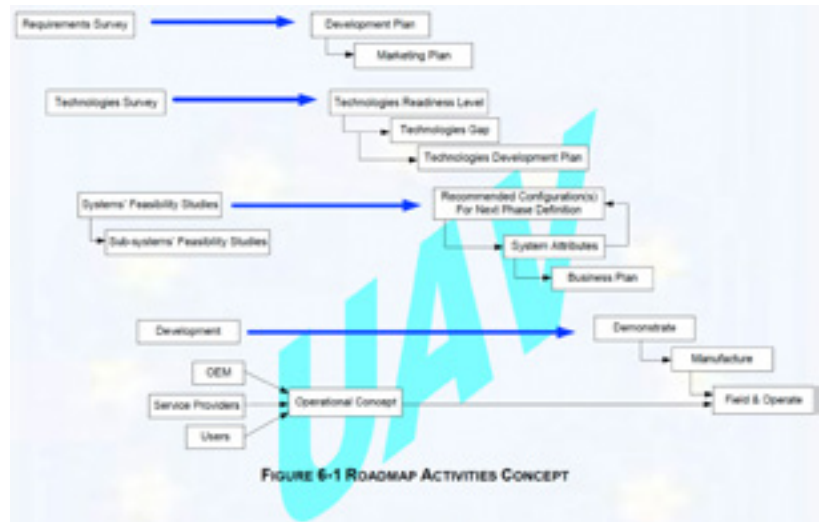 Requirements Survey
Development Plan
Marketing Plan
Technologies Survey
Technologies Readiness Level
Technologies Gap
Technologies Development Plan
Systems' Feasibility Studies
Recommended Configuration(s)
For Next Phase Definition
Sub-systems' Feasibility Studies
System Attributes
Business Plan
Development
Demonstrate
OEM
Manufacture
Service Providers
Operational Concept
Field & Operate
Users
UAV
FIGURE 6-1 ROADMAP ACTIVITIES CONCEPT